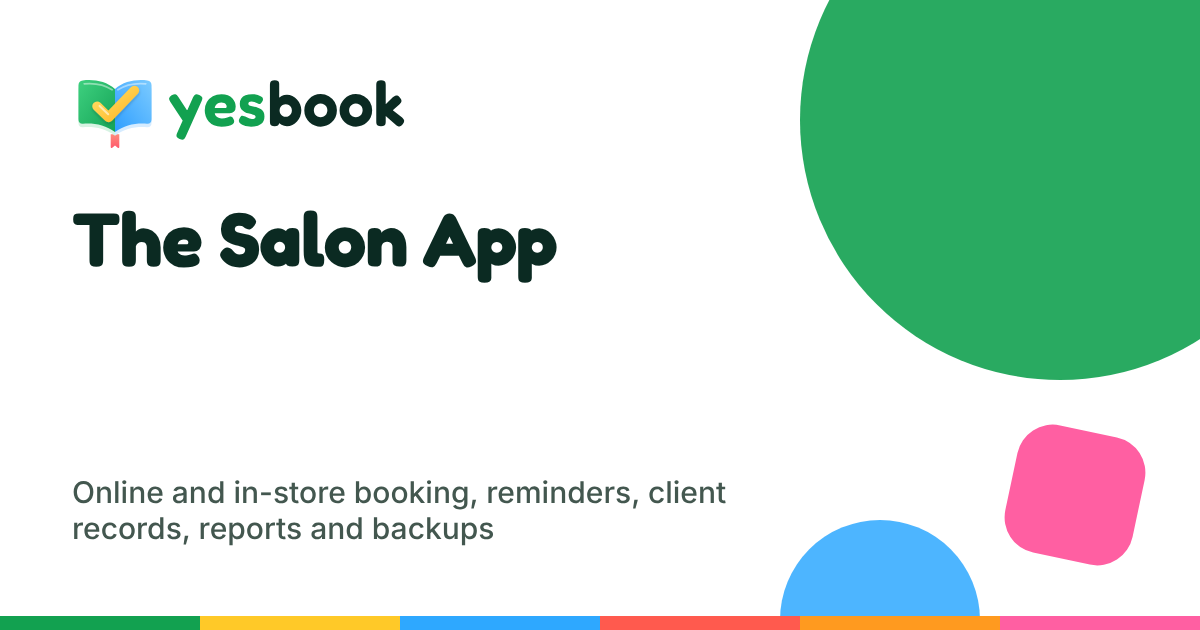 yesbook
The Salon App
Online and in-store booking, reminders, client
records, reports and backups